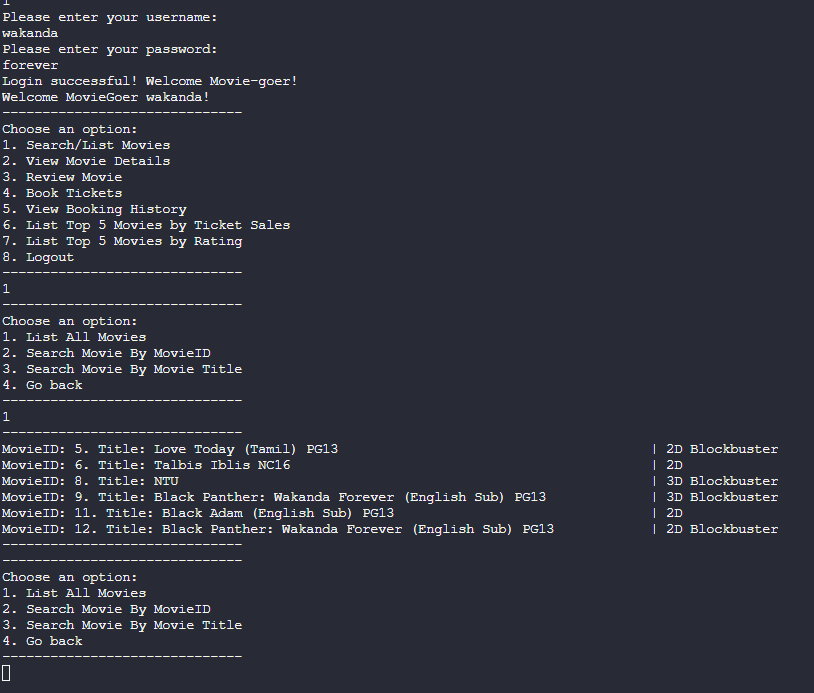 1
Please enter your username:
wakanda
Please enter your password:
forever
Login successful! Welcome Movie-goer!
Welcome MovieGoer wakanda!
------------------------------
Choose an option:
1. Search/List Movies
2. View Movie Details
3. Review Movie
4. Book Tickets
5. View Booking History
6. List Top 5 Movies by Ticket Sales
7. List Top 5 Movies by Rating
8. Logout
------------------------------
1
------------------------------
Choose an option:
1. List All Movies
2. Search Movie By MovieID
3. Search Movie By Movie Title
4. Go back
------------------------------
1
------------------------------
MovieID: 5. Title: Love Today (Tamil) PG13 | 2D Blockbuster
MovieID: 6. Title: Talbis Iblis NC16 | 2D
MovieID: 8. Title: NTU | 3D Blockbuster
MovieID: 9. Title: Black Panther: Wakanda Forever (English Sub) PG13 | 3D Blockbuster
MovieID: 11. Title: Black Adam (English Sub) PG13 | 2D
MovieID: 12. Title: Black Panther: Wakanda Forever (English Sub) PG13 | 2D Blockbuster
------------------------------
------------------------------
Choose an option:
1. List All Movies
2. Search Movie By MovieID
3. Search Movie By Movie Title
4. Go back
------------------------------